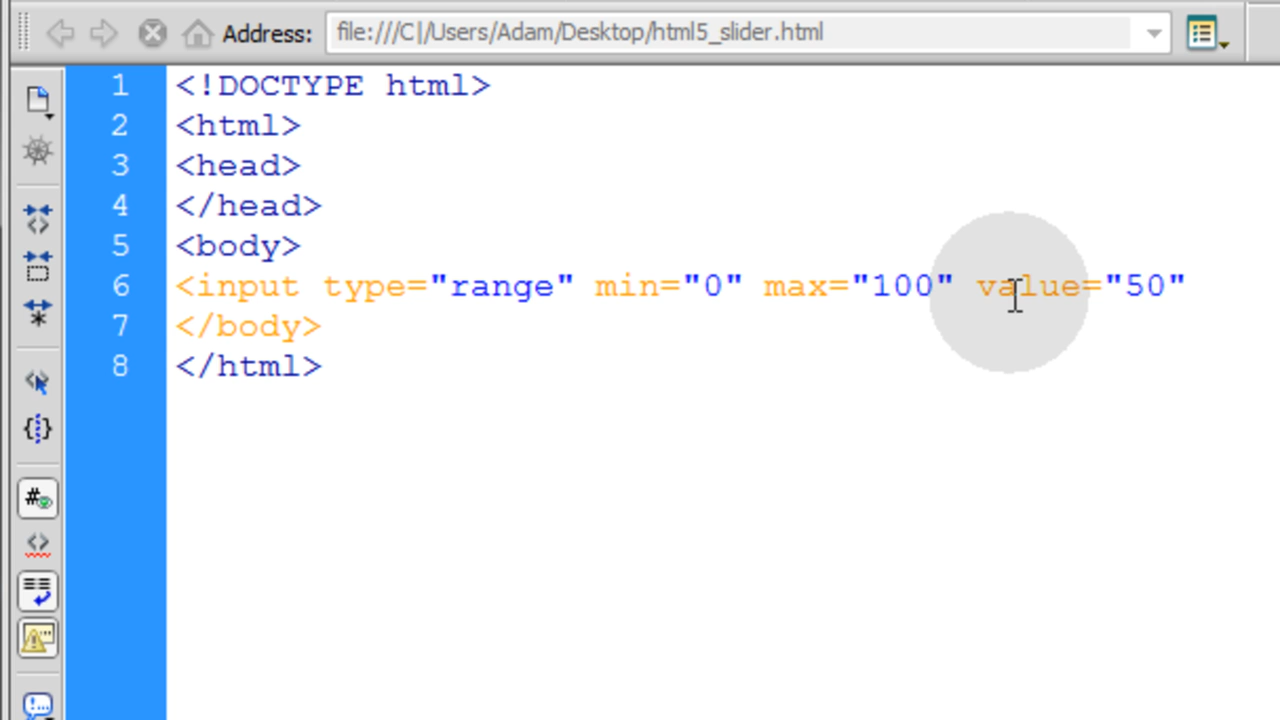 Address: file:///C|/Users/Adam/Desktop/html5_slider.html
1 <!DOCTYPE html>
2 <html>
3 <head>
4 </head>
5 <body>
6 <input type="range" min="0" max="100" value="50"
7 </body>
8 </html>